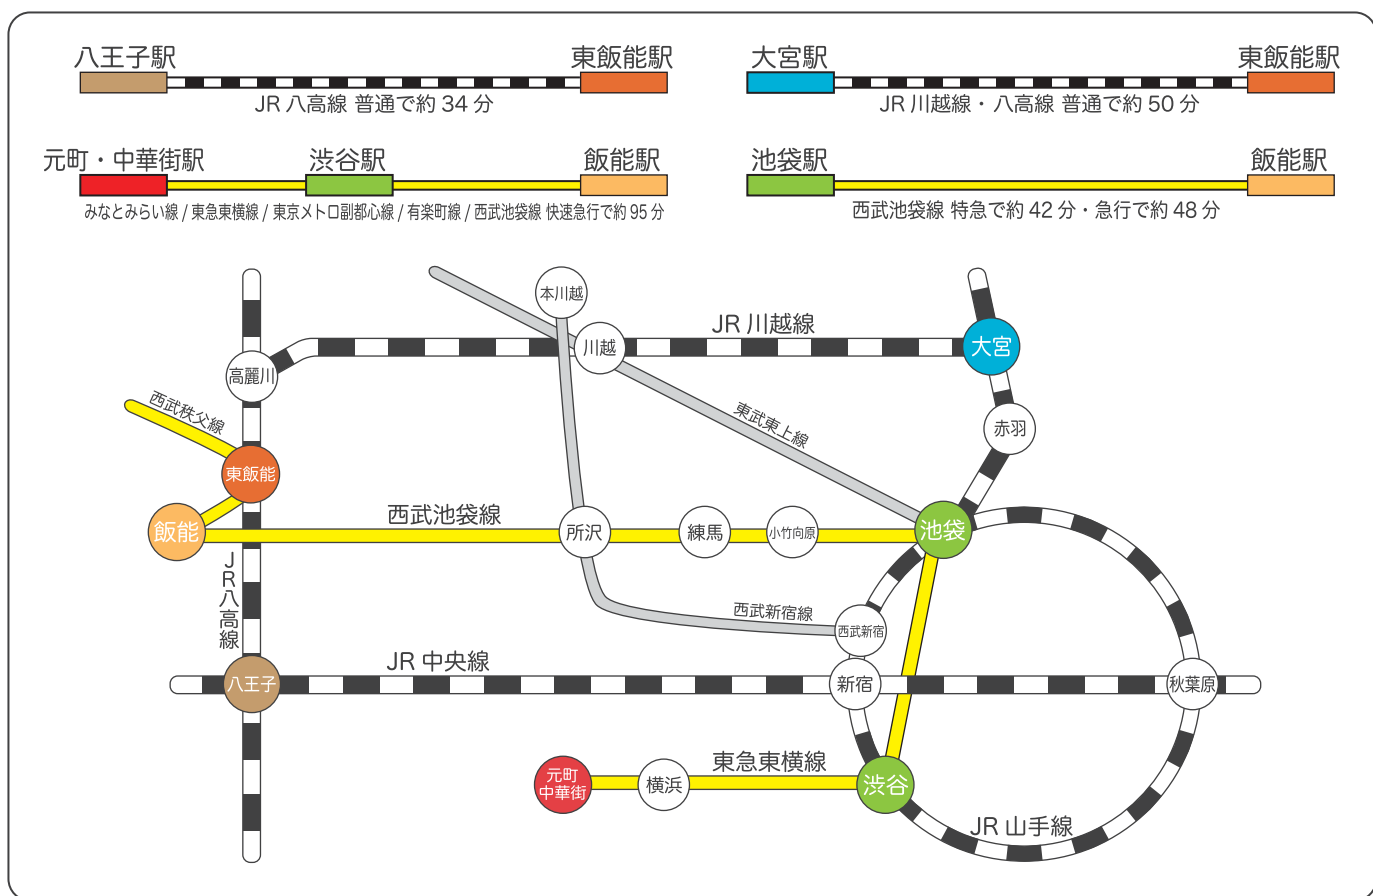 八王子駅
東飯能駅
JR 八高線 普通で約 34 分
大宮駅
東飯能駅
JR 川越線・八高線 普通で約 50 分
元町・中華街駅
渋谷駅
飯能駅
みなとみらい線 / 東急東横線 / 東京メトロ副都心線 / 有楽町線 / 西武池袋線 快速急行で約 95 分
池袋駅
飯能駅
西武池袋線 特急で約 42 分・急行で約 48 分
本川越
JR 川越線
川越
大宮
高麗川
西武秩父線
東武東上線
赤羽
東飯能
西武池袋線
飯能
所沢
練馬
小竹向原
池袋
JR八高線
西武新宿線
西武新宿
JR 中央線
八王子
新宿
秋葉原
東急東横線
元町
中華街
横浜
渋谷
JR 山手線